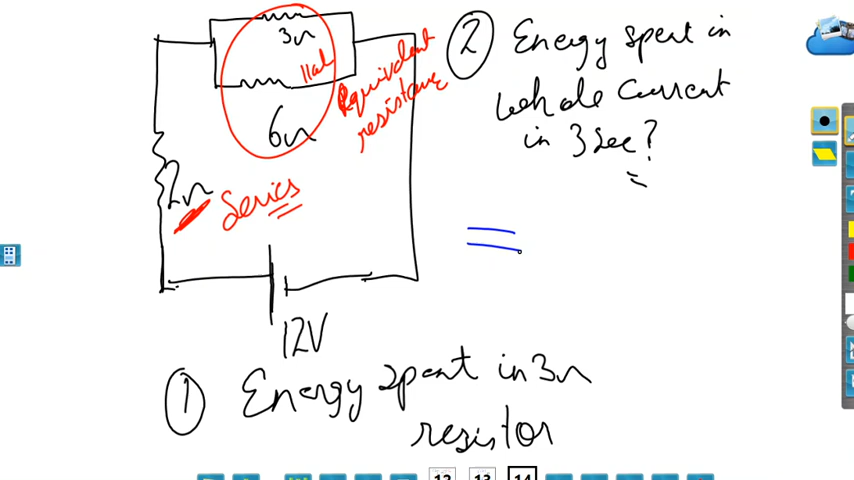 3Ω
11al
6Ω
Equivalent
resistance
2Ω
Series
12V
② Energy spent in
whole current
in 3 Sec?
=
① Energy spent in 3Ω
resistor
12 13 14